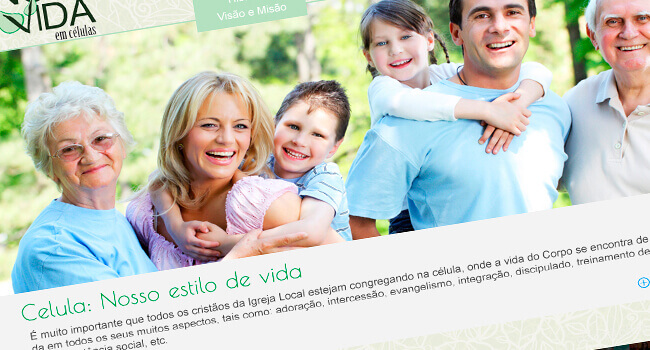 VIDA
em células
Visão e Misão
Celula: Nosso estilo de vida
É muito importante que todos os cristãos da Igreja Local estejam congregando na célula, onde a vida do Corpo se encontra de
da em todos os seus muitos aspectos, tais como: adoração, intercessão, evangelismo, integração, discipulado, treinamento de
social, etc.